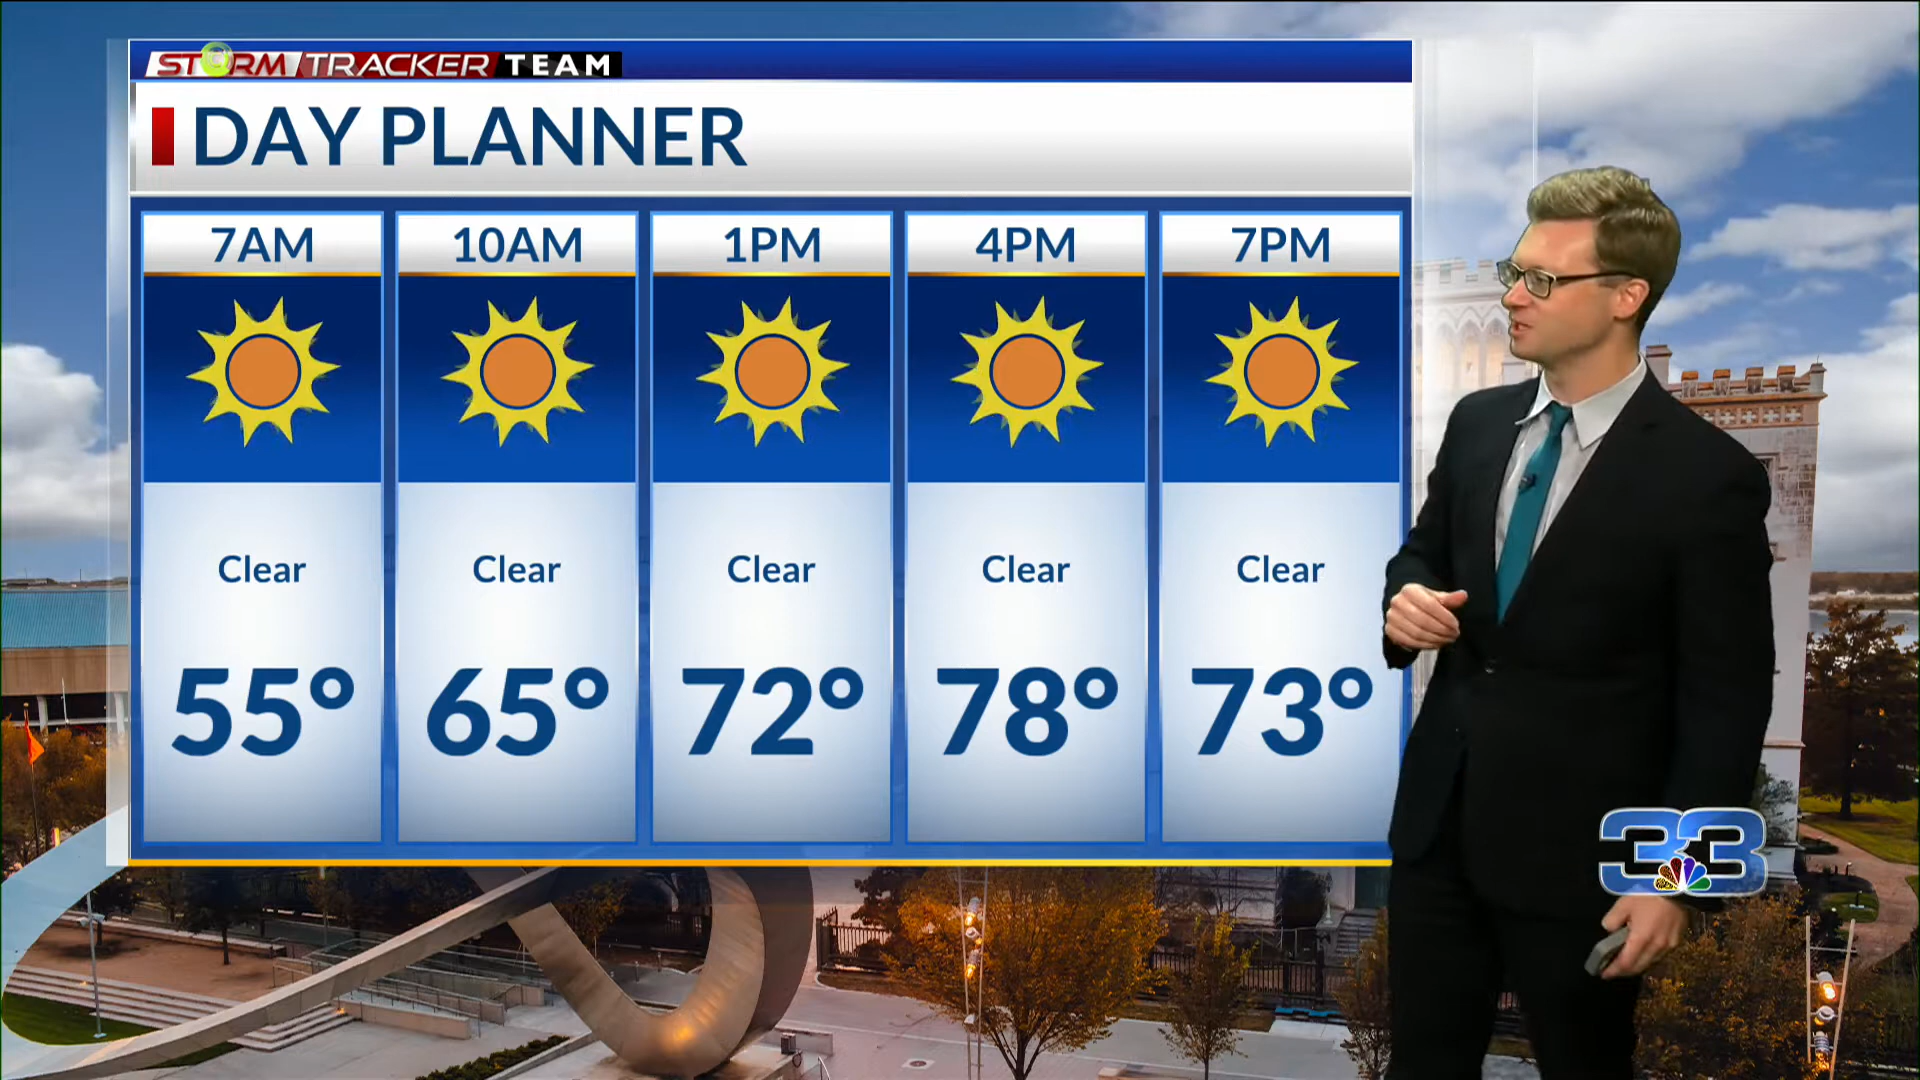 STORM TRACKER TEAM
DAY PLANNER
7AM 10AM 1PM 4PM 7PM
Clear Clear Clear Clear Clear
55° 65° 72° 78° 73°
33